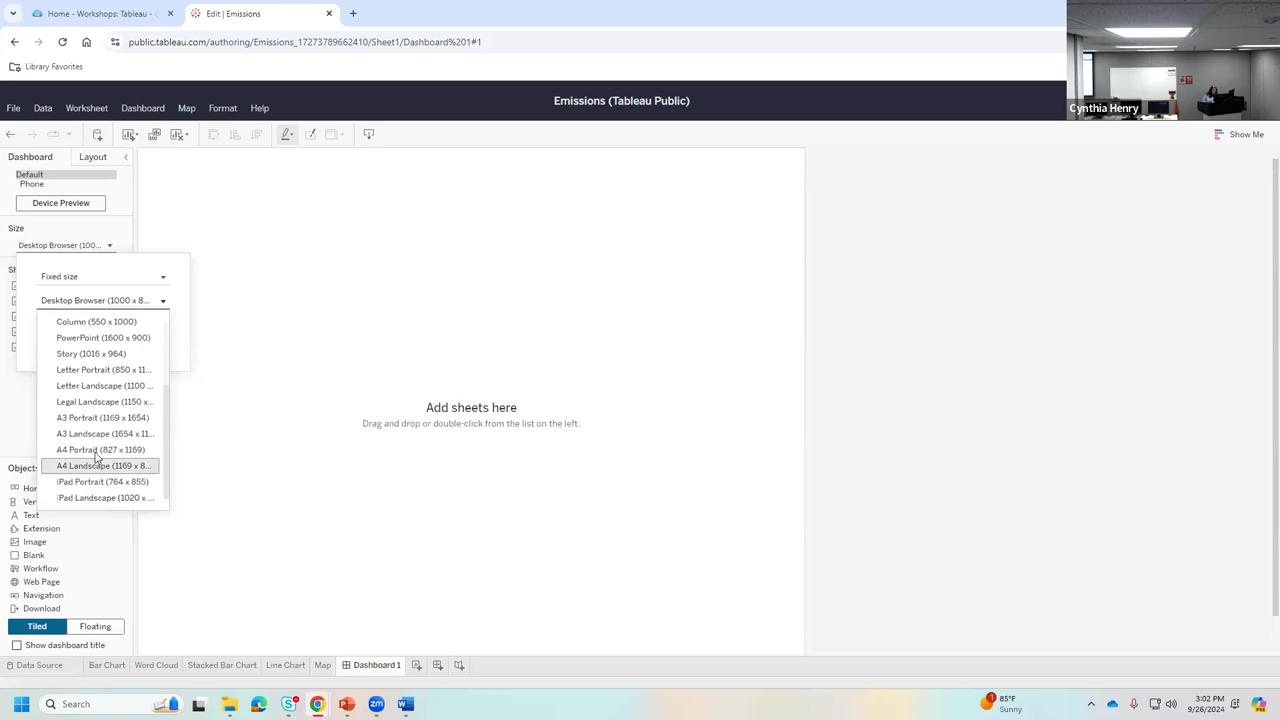 Home - Workshops: Tableau - C
Edit | Emissions
public.tableau.com/authoring/Emissions_17273789662410/Sheet1/Dashboard%201#1
Library Favorites
Cynthia Henry
File Data Worksheet Dashboard Map Format Help
Emissions (Tableau Public)
Show Me
Dashboard Layout
Default
Phone
Device Preview
Size
Desktop Browser (100...
Fixed size
Desktop Browser (1000 x 8...
Column (550 x 1000)
PowerPoint (1600 x 900)
Story (1016 x 964)
Letter Portrait (850 x 11...
Letter Landscape (1100 ...
Legal Landscape (1150 x...
A3 Portrait (1169 x 1654)
A3 Landscape (1654 x 11...
A4 Portrait (827 x 1169)
A4 Landscape (1169 x 8...
iPad Portrait (764 x 855)
iPad Landscape (1020 x ...
Add sheets here
Drag and drop or double-click from the list on the left.
Objects
Text
Extension
Image
Blank
Workflow
Web Page
Navigation
Download
Tiled Floating
Show dashboard title
Data Source Bar Chart Word Cloud Stacked Bar Chart Line Chart Map Dashboard 1
Search
1
85°F
Sunny
3:02 PM
9/26/2024